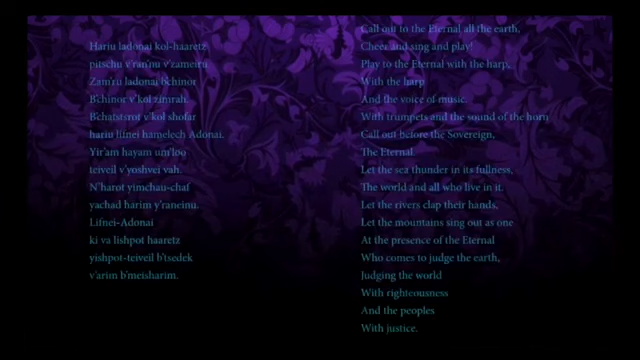 Hariu ladonai kol-haaretz
pitschu v'ran'nu v'zameiru
Zam'ru ladonai b'chinor
B'chinor v'kol zimrah.
B'chatstsrof v'kol shofar
hariu lifnei hamelech Adonai.
Yir'am hayam um'loo
teiveil v'yoshvei vah.
N'harot yimchau-chaf
yachad harim y'raneinu.
Lifnei-Adonai
ki va lishpot haaretz
yishpot-teiveil b'tsedek
v'arim b'meisharim.
Call out to the Eternal all the earth,
Cheer and sing and play!
Play to the Eternal with the harp,
With the harp
And the voice of music.
With trumpets and the sound of the horn
Call out before the Sovereign,
The Eternal.
Let the sea thunder in its fullness,
The world and all who live in it.
Let the rivers clap their hands,
Let the mountains sing out as one
At the presence of the Eternal
Who comes to judge the earth,
Judging the world
With righteousness
And the peoples
With justice.